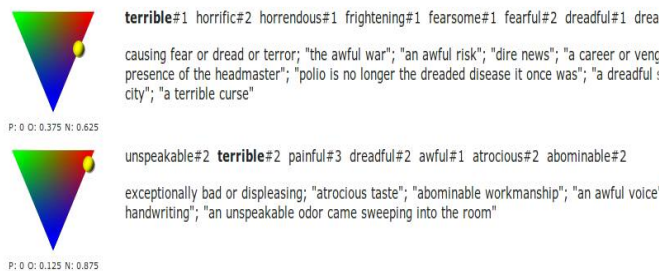 terrible#1 horrific#2 horrendous#1 frightening#1 fearsome#1 fearful#2 dreadful#1
causing fear or dread or terror; "the awful war"; "an awful risk"; "dire news"; "a career or
presence of the headmaster"; "polio is no longer the dreaded disease it once was"; "a dreadful
city"; "a terrible curse"
P: 0 O: 0.375 N: 0.625
unspeakable#2 terrible#2 painful#3 dreadful#2 awful#1 atrocious#2 abominable#2
exceptionally bad or displeasing; "atrocious taste"; "abominable workmanship"; "an awful voice"
handwriting"; "an unspeakable odor came sweeping into the room"
P: 0 O: 0.125 N: 0.875